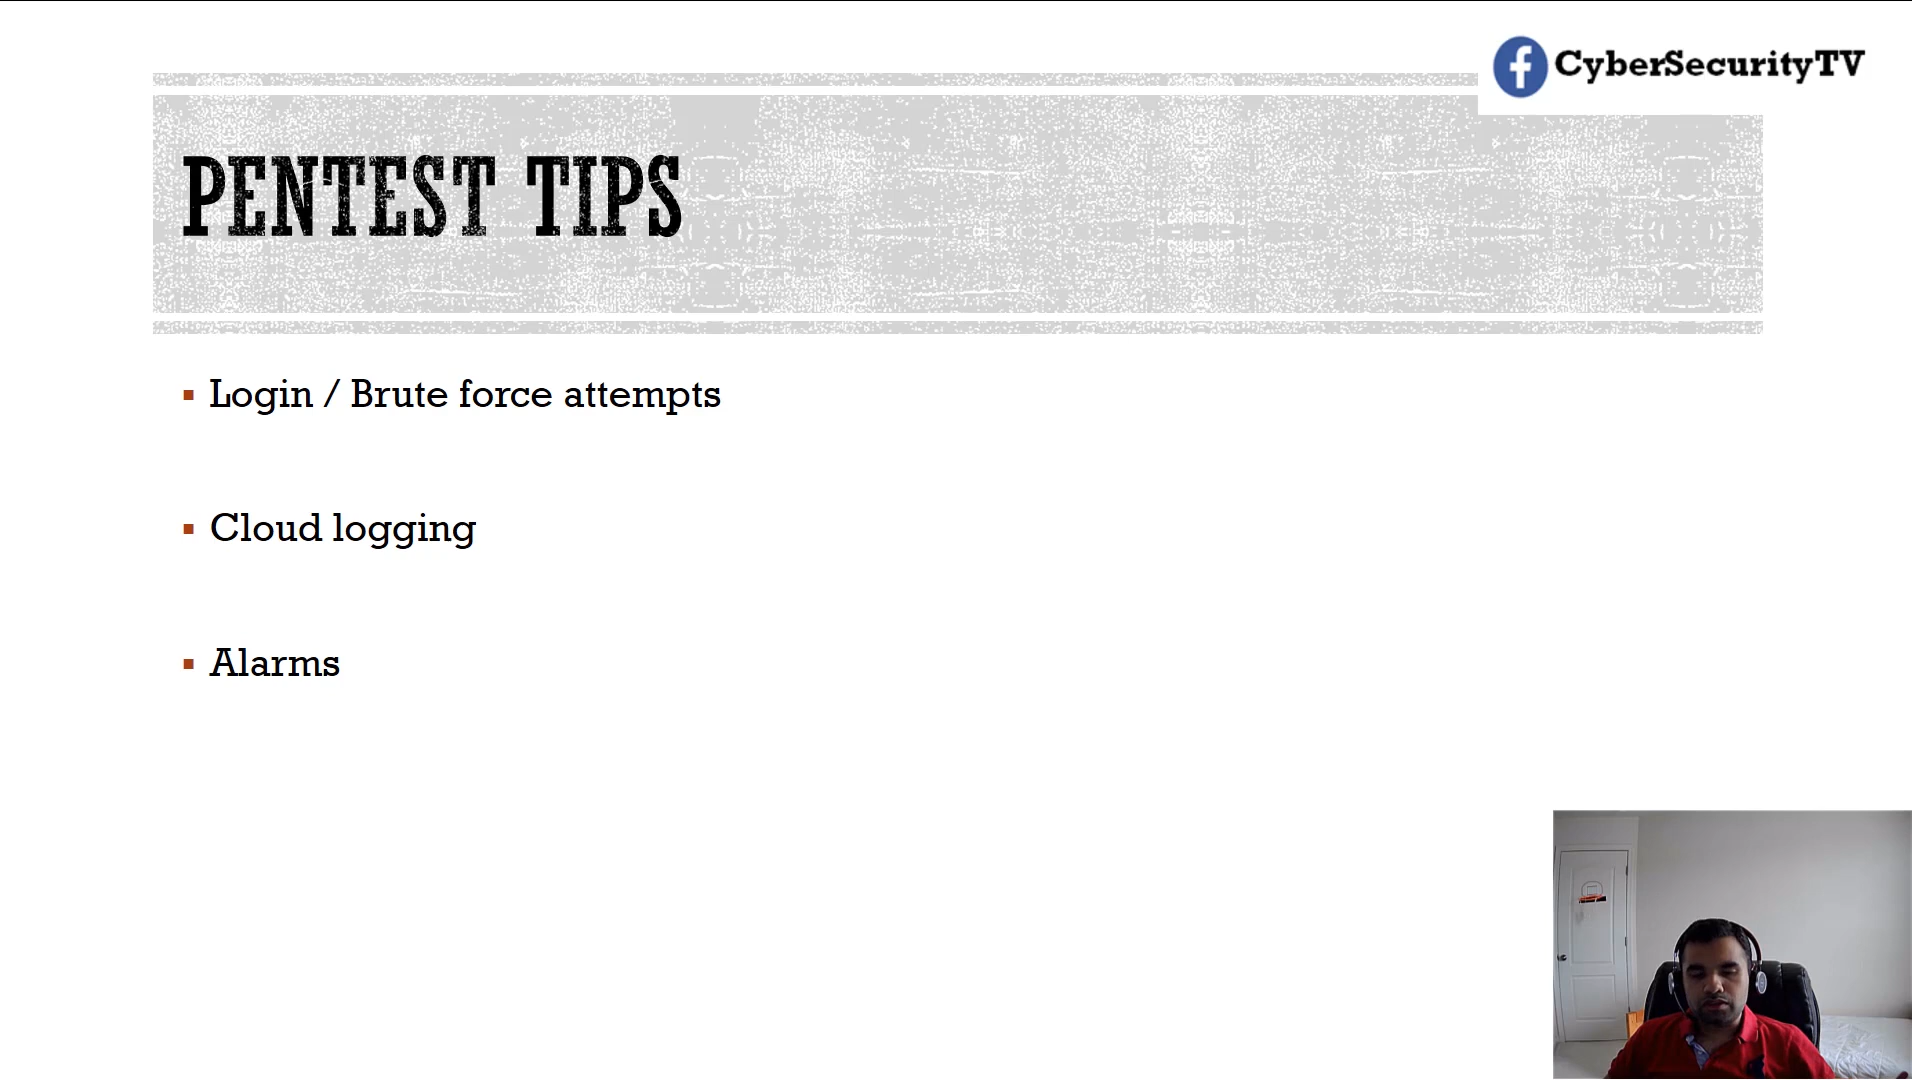 CyberSecurityTV
PENTEST TIPS
Login / Brute force attempts
Cloud logging
Alarms